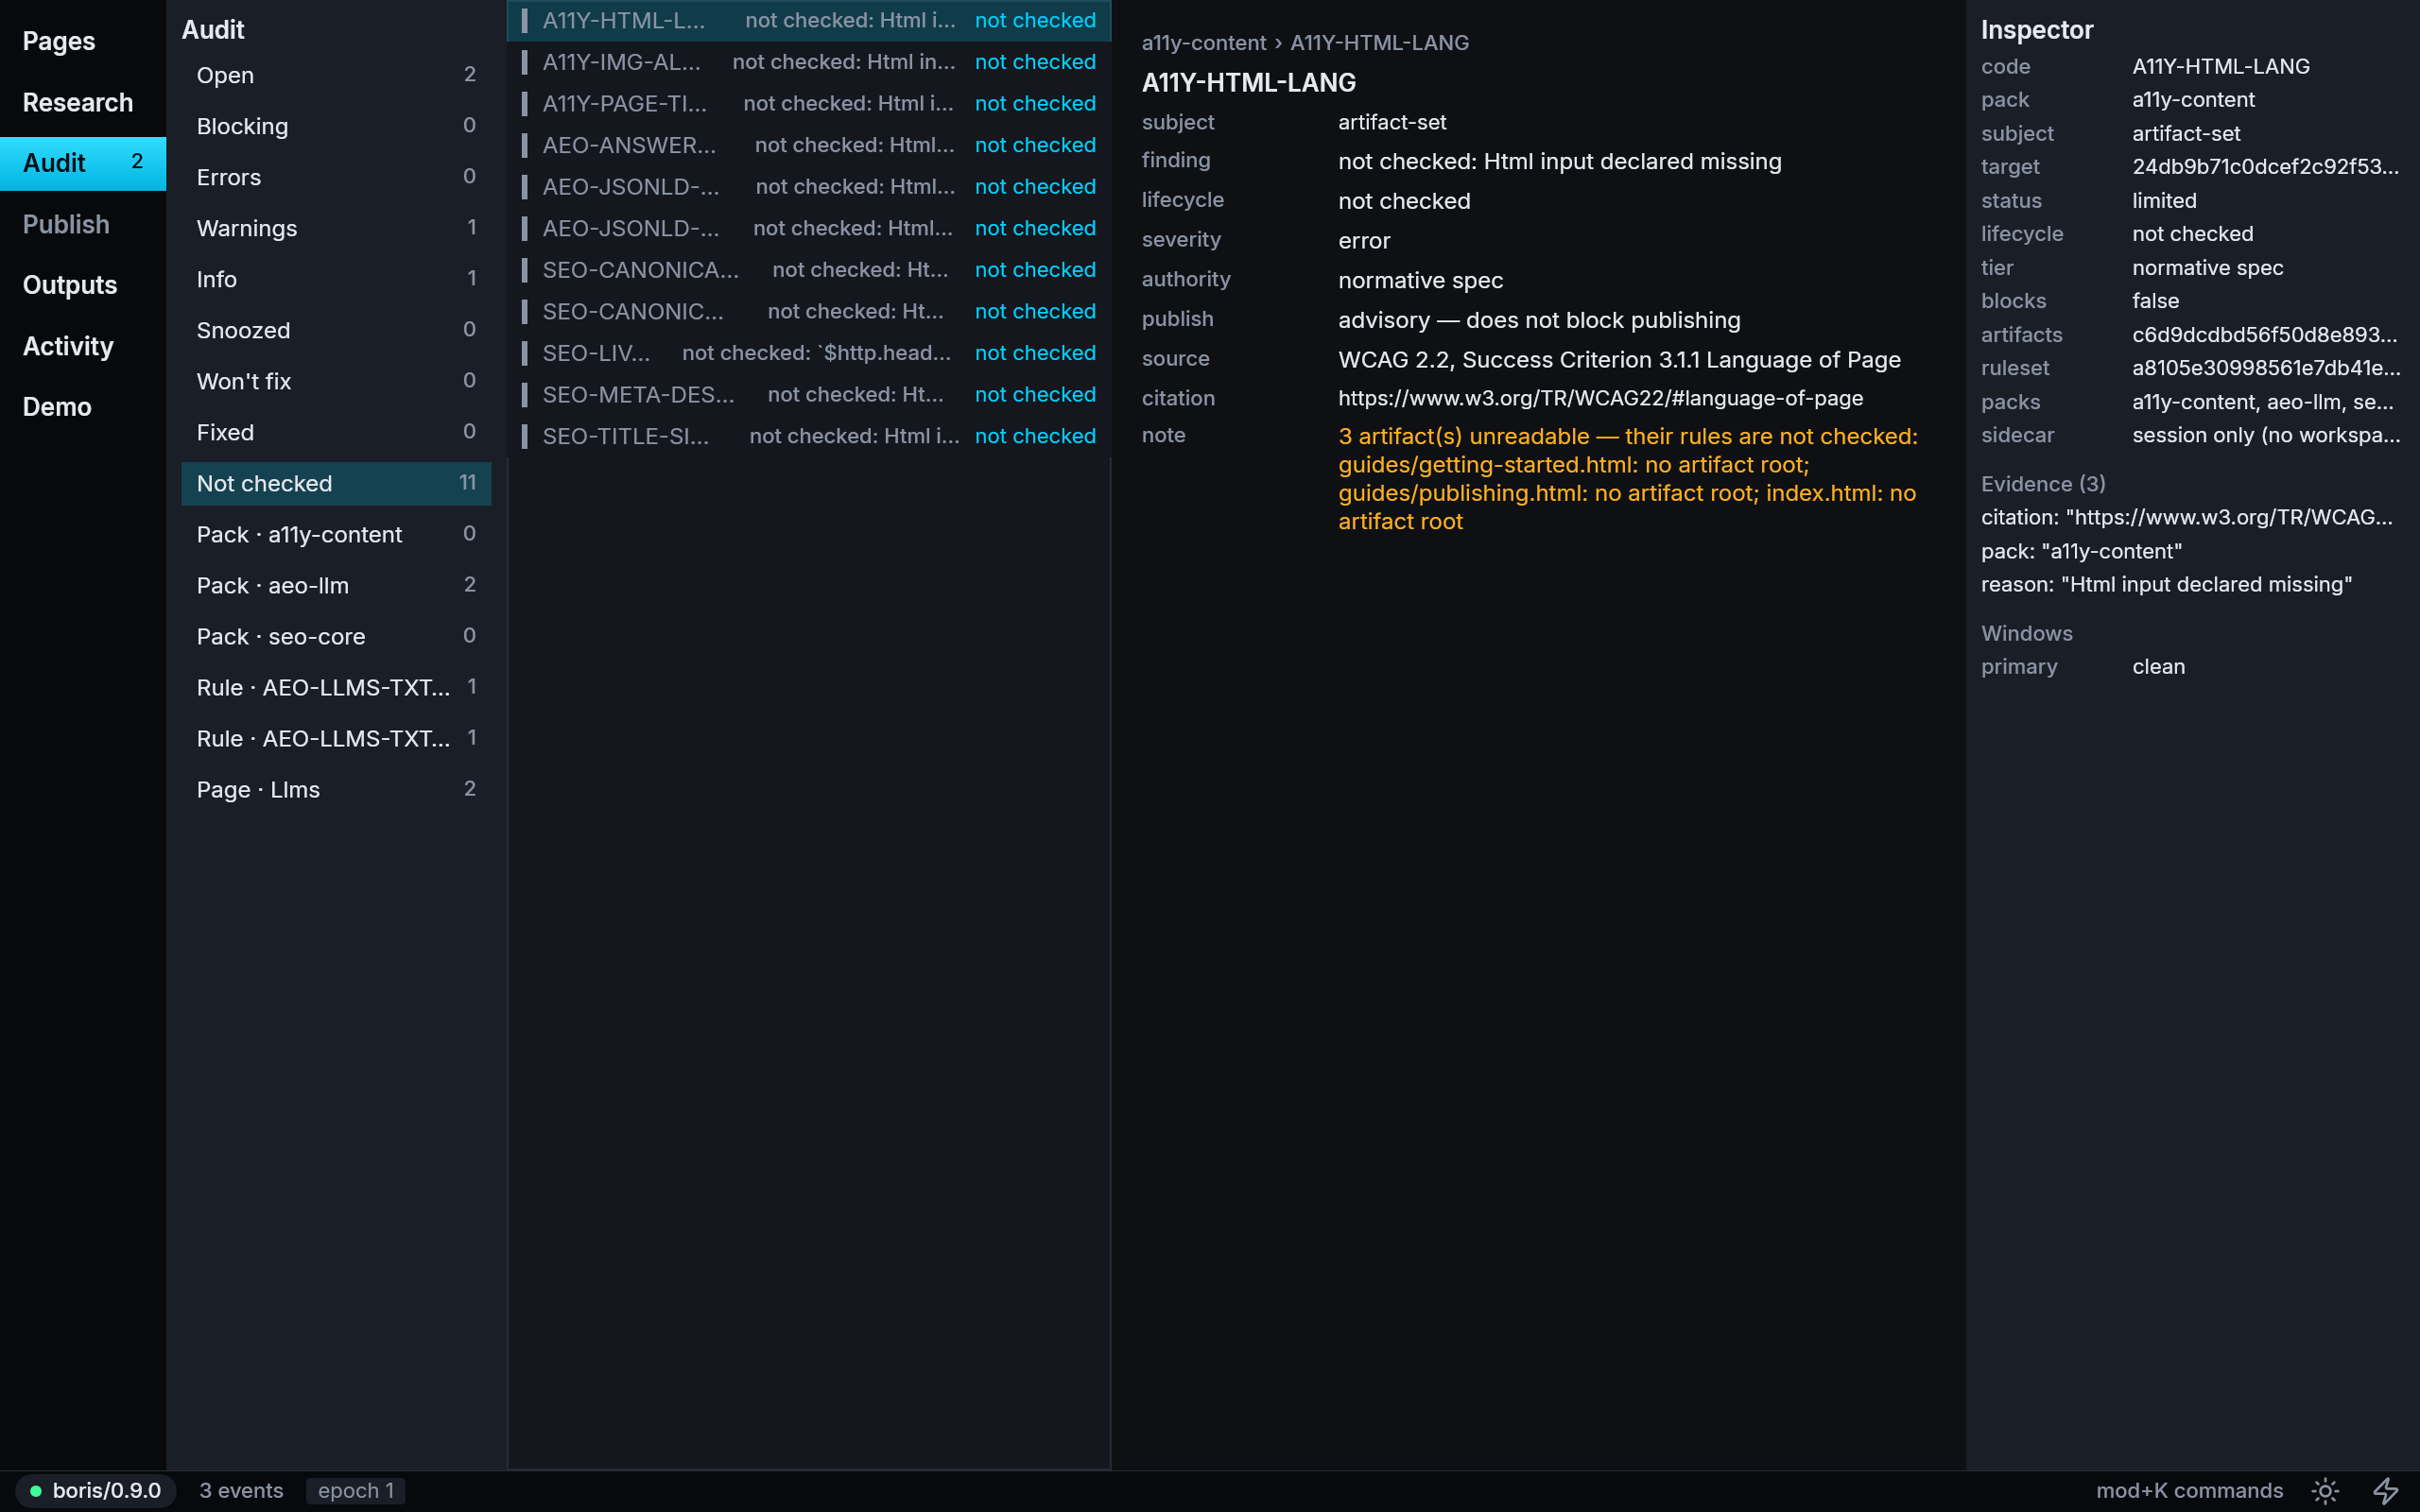 Pages
Research
Audit 2
Publish
Outputs
Activity
Demo
Audit
Open 2
Blocking 0
Errors 0
Warnings 1
Info 1
Snoozed 0
Won't fix 0
Fixed 0
Not checked 11
Pack · a11y-content 0
Pack · aeo-llm 2
Pack · seo-core 0
Rule · AEO-LLMS-TXT... 1
Rule · AEO-LLMS-TXT... 1
Page · Llms 2
A11Y-HTML-L... not checked: Html i... not checked
A11Y-IMG-AL... not checked: Html in... not checked
A11Y-PAGE-TI... not checked: Html i... not checked
AEO-ANSWER... not checked: Html... not checked
AEO-JSONLD-... not checked: Html... not checked
AEO-JSONLD-... not checked: Html... not checked
SEO-CANONICA... not checked: Ht... not checked
SEO-CANONIC... not checked: Ht... not checked
SEO-LIV... not checked: `$http.head... not checked
SEO-META-DES... not checked: Ht... not checked
SEO-TITLE-SI... not checked: Html i... not checked
a11y-content › A11Y-HTML-LANG
A11Y-HTML-LANG
subject artifact-set
finding not checked: Html input declared missing
lifecycle not checked
severity error
authority normative spec
publish advisory — does not block publishing
source WCAG 2.2, Success Criterion 3.1.1 Language of Page
citation https://www.w3.org/TR/WCAG22/#language-of-page
note 3 artifact(s) unreadable — their rules are not checked:
guides/getting-started.html: no artifact root;
guides/publishing.html: no artifact root; index.html: no
artifact root
Inspector
code A11Y-HTML-LANG
pack a11y-content
subject artifact-set
target 24db9b71c0dcef2c92f53...
status limited
lifecycle not checked
tier normative spec
blocks false
artifacts c6d9dcdbd56f50d8e893...
ruleset a8105e30998561e7db41e...
packs a11y-content, aeo-llm, se...
sidecar session only (no workspa...
Evidence (3)
citation: "https://www.w3.org/TR/WCAG...
pack: "a11y-content"
reason: "Html input declared missing"
Windows
primary clean
boris/0.9.0 3 events epoch 1
mod+K commands